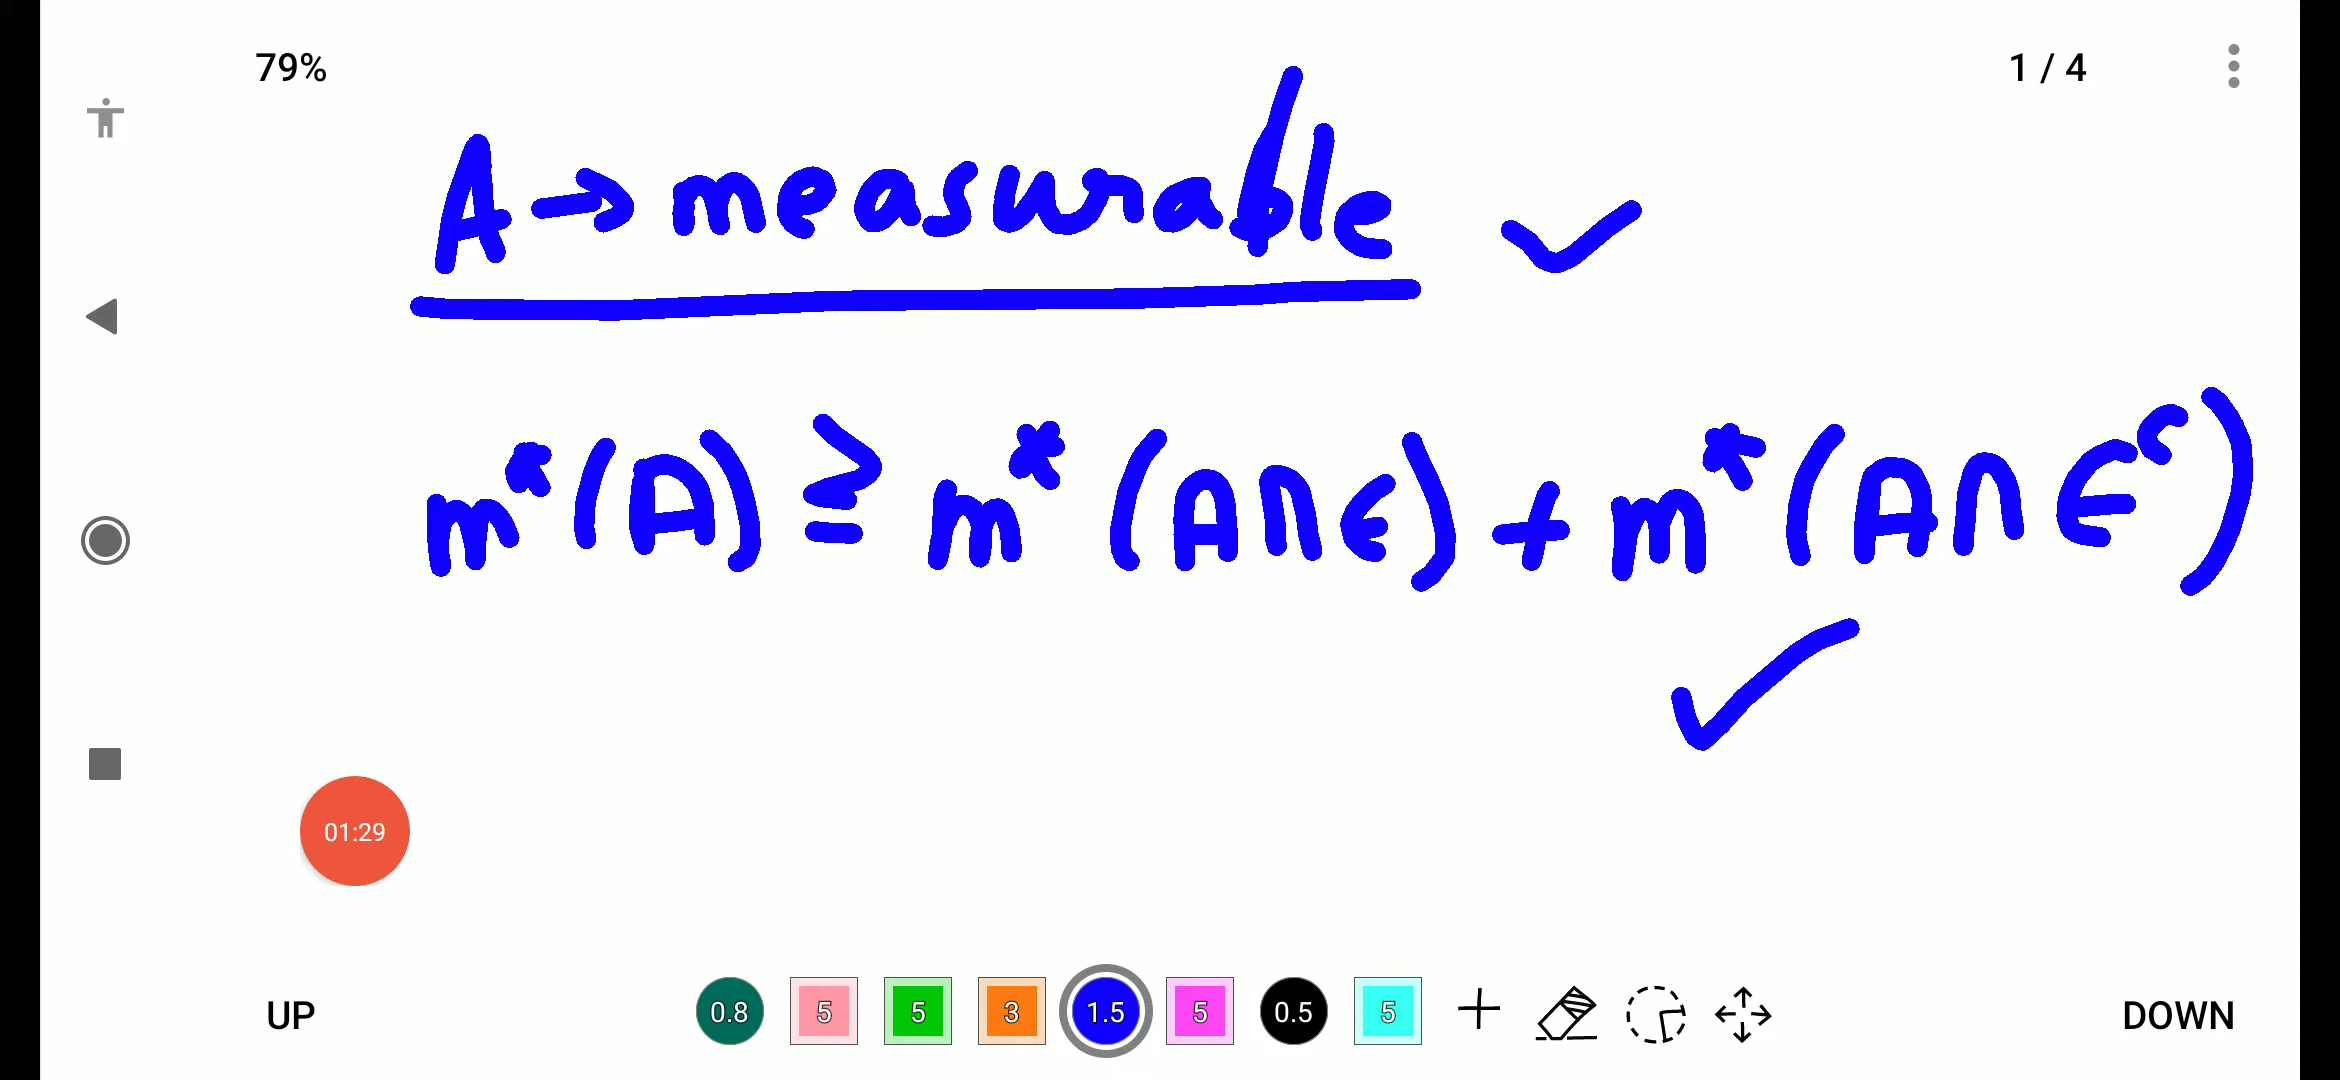 79%
1 / 4
A → measurable ✓
m*(A) ≥ m*(A∩E) + m*(A∩E^c)
✓
01:29
UP 0.8 5 5 3 1.5 5 0.5 5 DOWN